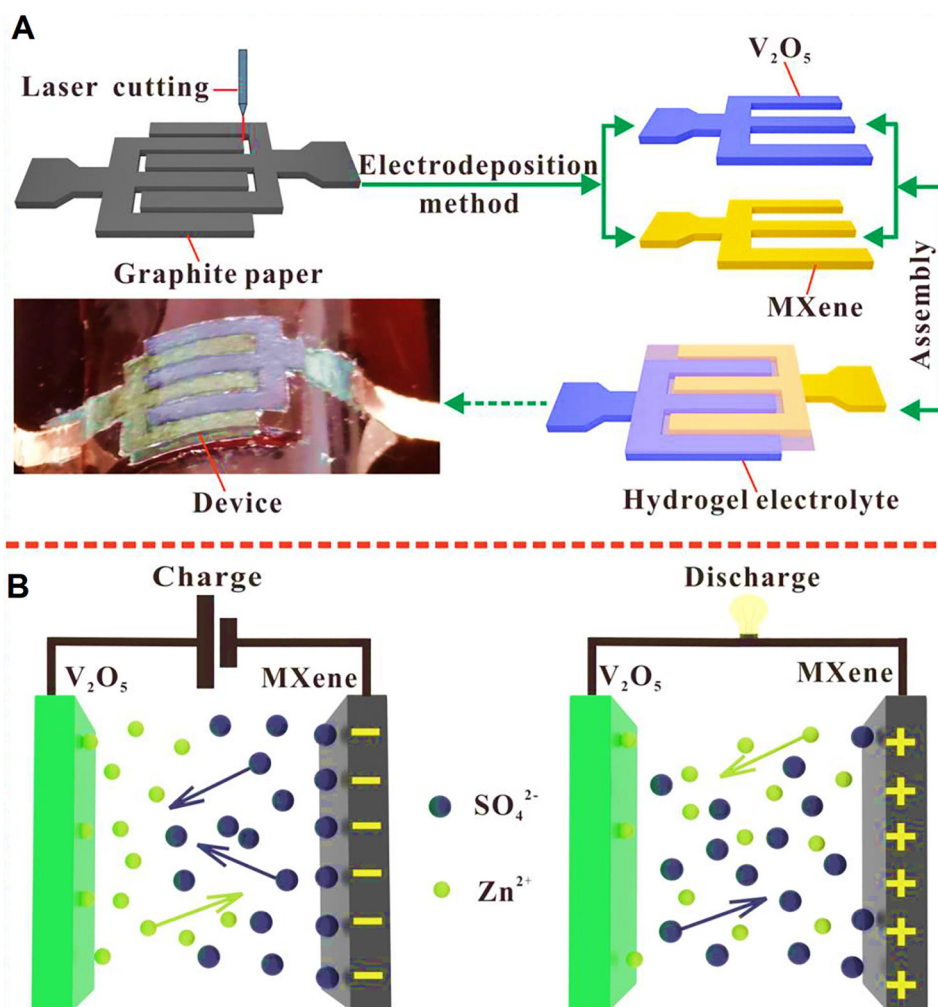 A
Laser cutting
Graphite paper
Electrodeposition
method
V₂O₅
MXene
Assembly
Hydrogel electrolyte
Device
B
Charge
V₂O₅
MXene
SO₄²⁻
Zn²⁺
Discharge
V₂O₅
MXene